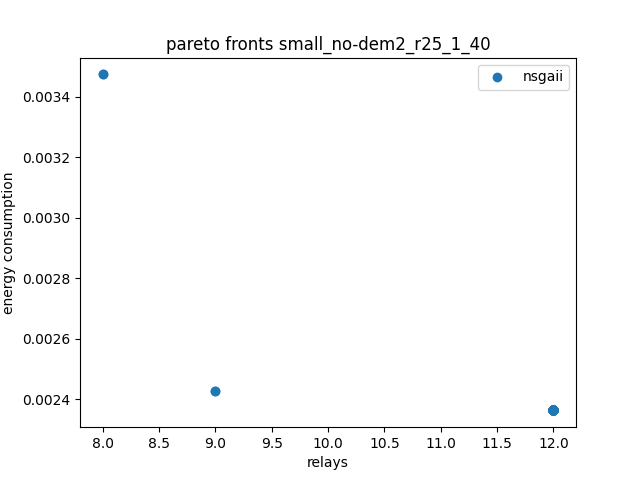 pareto fronts small_no-dem2_r25_1_40
nsgaii
energy consumption
0.0034
0.0032
0.0030
0.0028
0.0026
0.0024
8.0 8.5 9.0 9.5 10.0 10.5 11.0 11.5 12.0
relays